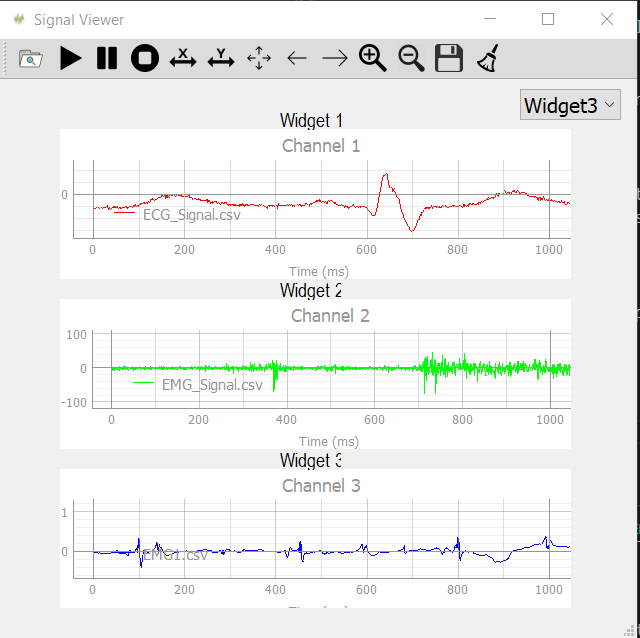 Signal Viewer
X Y
Widget3
Widget 1
Channel 1
0
ECG_Signal.csv
0 200 400 600 800 1000
Time (ms)
Widget 2
Channel 2
100
0
EMG_Signal.csv
-100
0 200 400 600 800 1000
Time (ms)
Widget 3
Channel 3
1
0
EMG1.csv
0 200 400 600 800 1000
Time (ms)